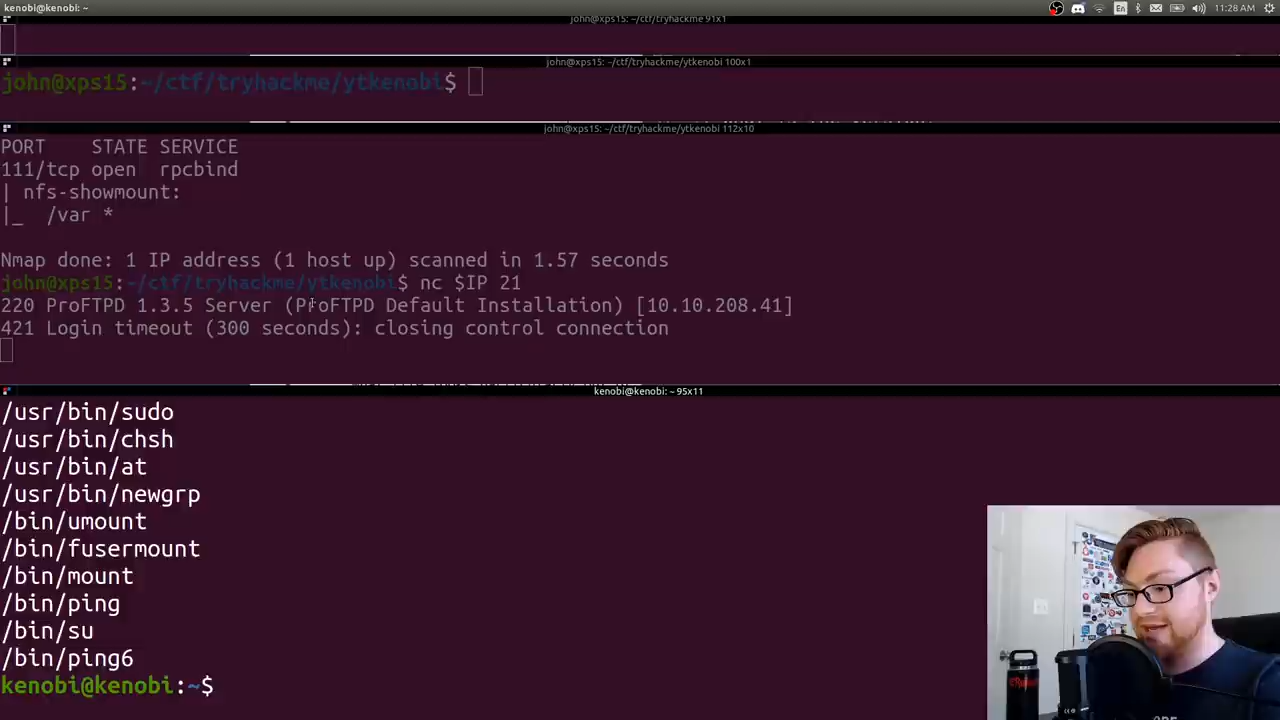 kenobi@kenobi: ~
En
11:28 AM
john@xps15: ~/ctf/tryhackme 91x1
john@xps15: ~/ctf/tryhackme/ytkenobi 100x1
john@xps15:~/ctf/tryhackme/ytkenobi$
john@xps15: ~/ctf/tryhackme/ytkenobi 112x10
PORT    STATE SERVICE
111/tcp open  rpcbind
| nfs-showmount:
|_  /var *
Nmap done: 1 IP address (1 host up) scanned in 1.57 seconds
john@xps15:~/ctf/tryhackme/ytkenobi$ nc $IP 21
220 ProFTPD 1.3.5 Server (ProFTPD Default Installation) [10.10.208.41]
421 Login timeout (300 seconds): closing control connection
kenobi@kenobi: ~ 95x11
/usr/bin/sudo
/usr/bin/chsh
/usr/bin/at
/usr/bin/newgrp
/bin/umount
/bin/fusermount
/bin/mount
/bin/ping
/bin/su
/bin/ping6
kenobi@kenobi:~$